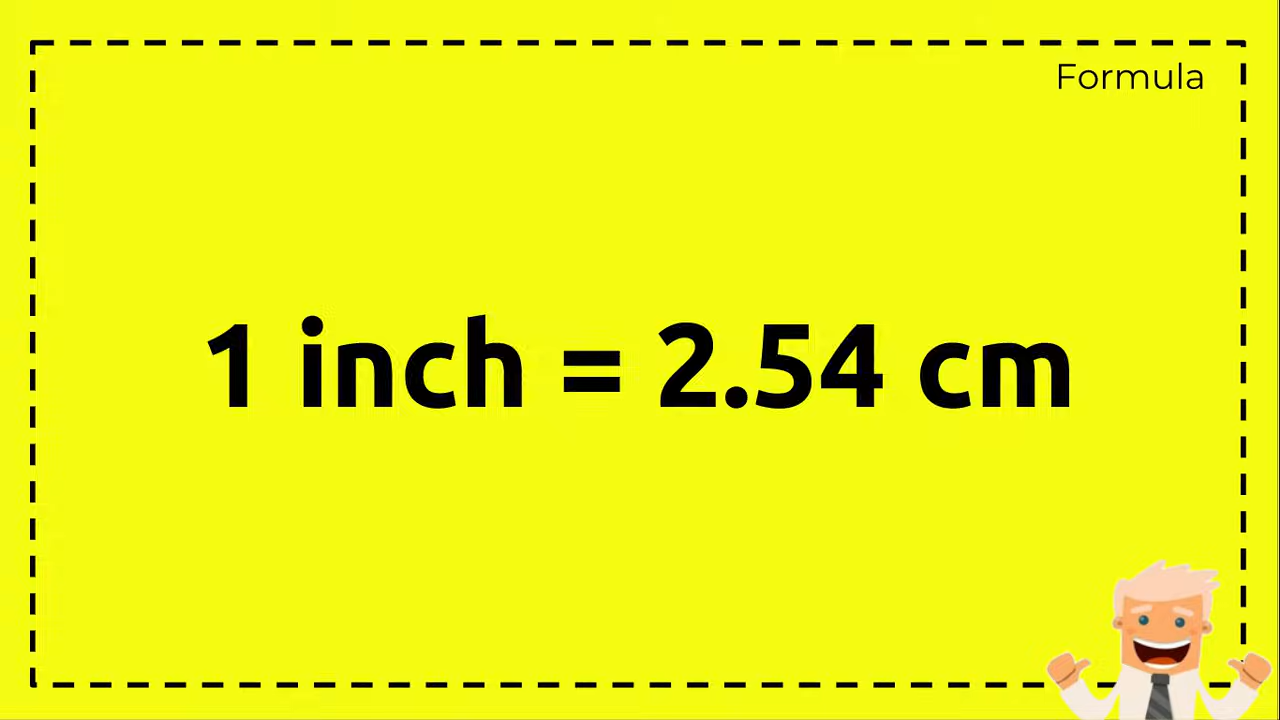 Formula
1 inch = 2.54 cm